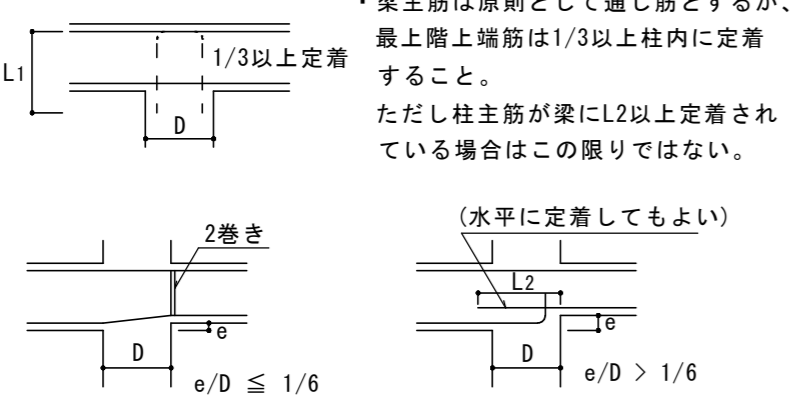 ・梁主筋は原則として通し筋とするが、
最上階上端筋は1/3以上柱内に定着
すること。
ただし柱主筋が梁にL2以上定着され
ている場合はこの限りではない。
L1
1/3以上定着
D
2巻き
e
D
e/D ≦ 1/6
(水平に定着してもよい)
L2
e
D
e/D > 1/6